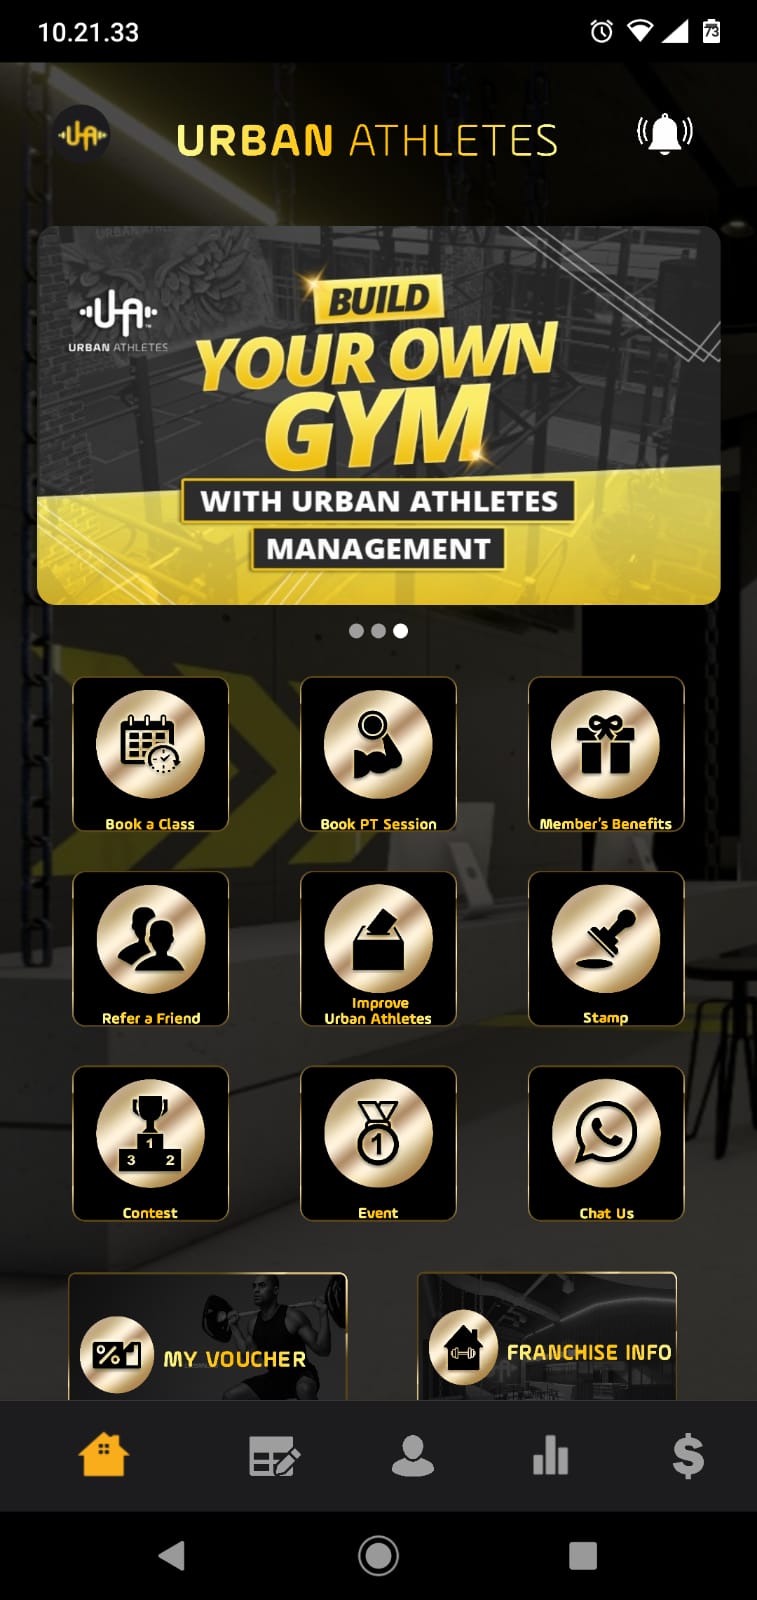 10.21.33
73
UA
URBAN ATHLETES
UA
URBAN ATHLETES
BUILD
YOUR OWN
GYM
WITH URBAN ATHLETES
MANAGEMENT
Book a Class
Book PT Session
Member's Benefits
Refer a Friend
Improve
Urban Athletes
Stamp
1
3 2
Contest
1
Event
Chat Us
%
MY VOUCHER
FRANCHISE INFO
$